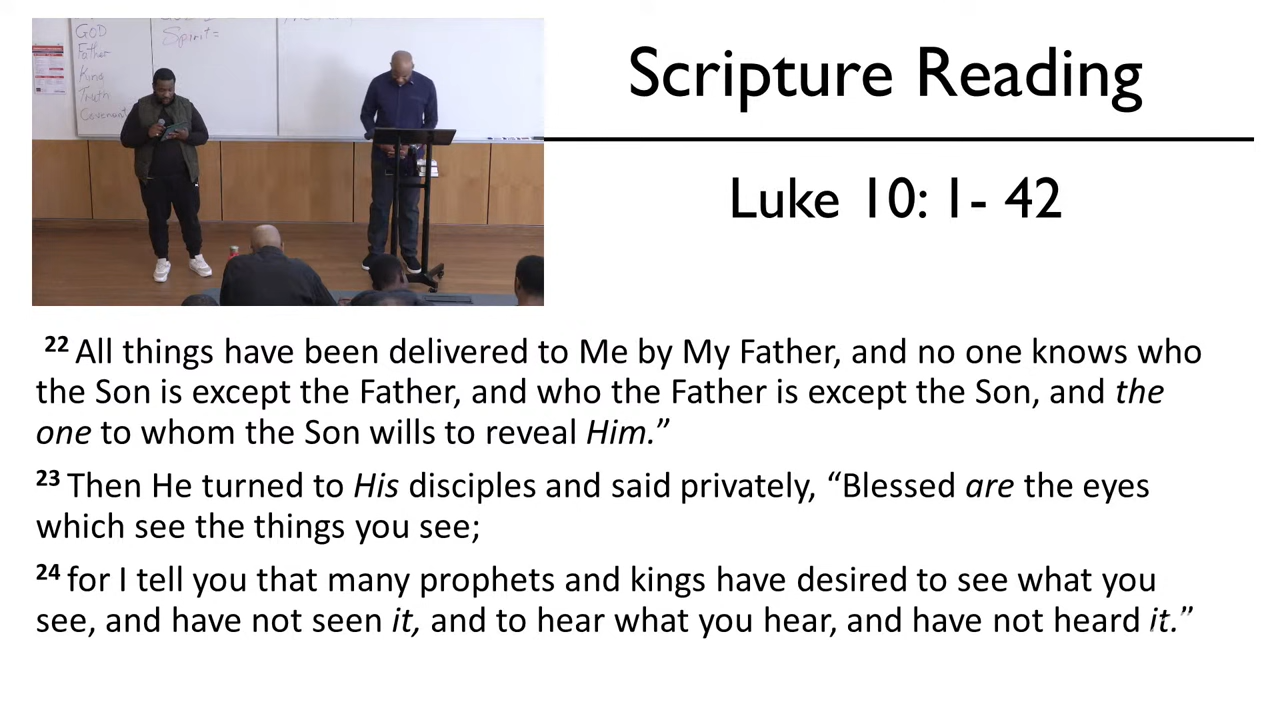 GOD
Father
King
Truth
Covenant
Spirit=
Scripture Reading
Luke 10: 1- 42
22 All things have been delivered to Me by My Father, and no one knows who
the Son is except the Father, and who the Father is except the Son, and the
one to whom the Son wills to reveal Him.”
23 Then He turned to His disciples and said privately, “Blessed are the eyes
which see the things you see;
24 for I tell you that many prophets and kings have desired to see what you
see, and have not seen it, and to hear what you hear, and have not heard it.”